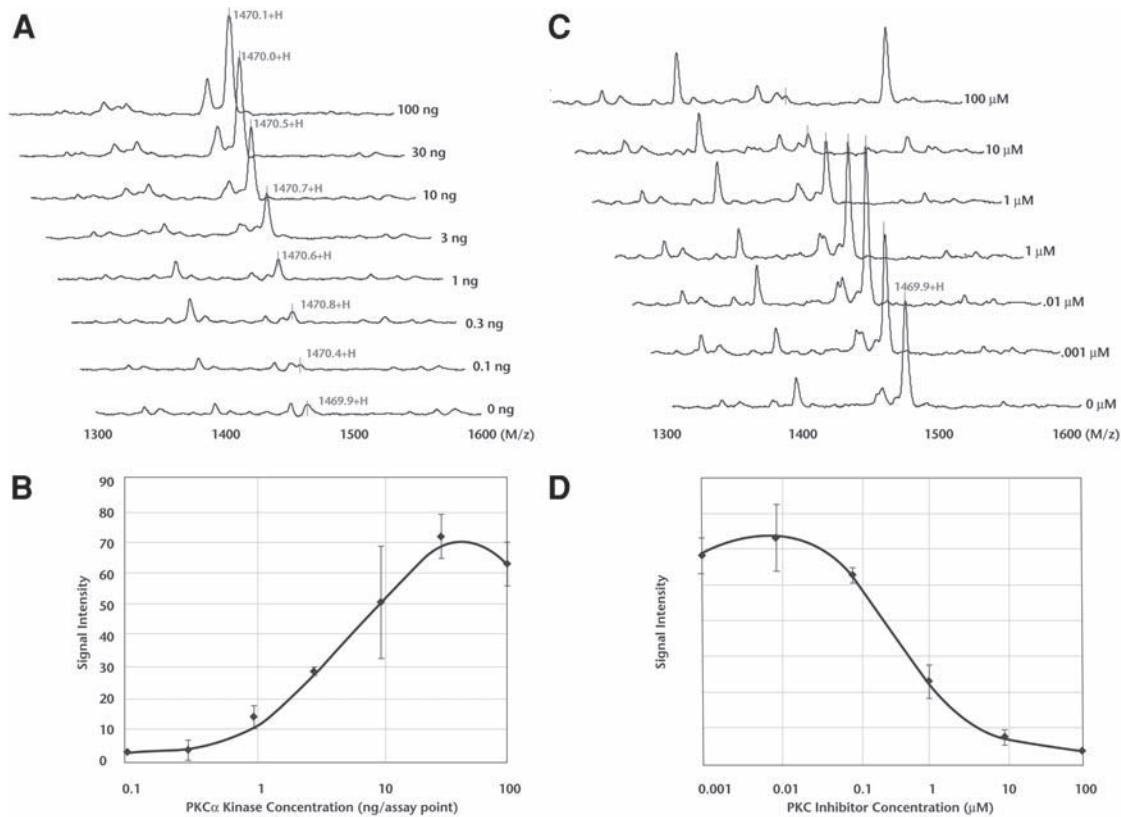 A
1470.1+H
1470.0+H
100 ng
1470.5+H
30 ng
1470.7+H
10 ng
3 ng
1470.6+H
1 ng
1470.8+H
0.3 ng
1470.4+H
0.1 ng
1469.9+H
0 ng
1300 1400 1500 1600 (M/z)
C
100 µM
10 µM
1 µM
1 µM
.01 µM
1469.9+H
.001 µM
0 µM
1300 1400 1500 1600 (M/z)
B
90
80
70
60
50
40
30
20
10
0
Signal Intensity
0.1 1 10 100
PKCα Kinase Concentration (ng/assay point)
D
Signal Intensity
0.001 0.01 0.1 1 10 100
PKC Inhibitor Concentration (µM)